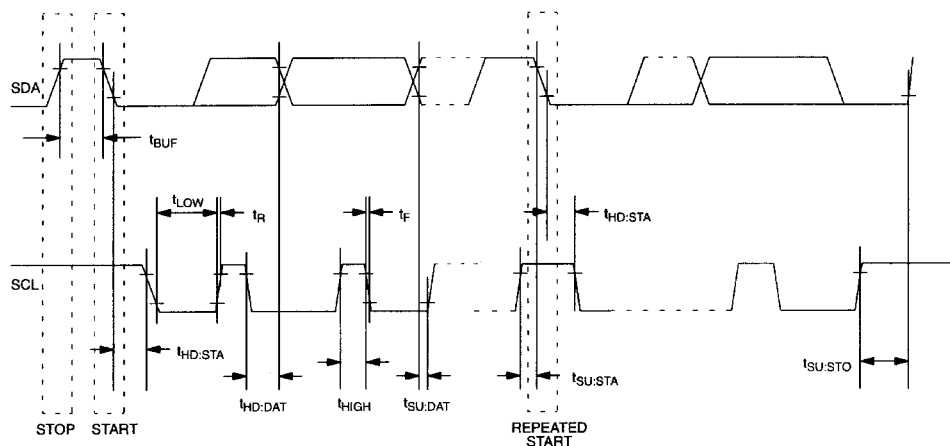 SDA
tBUF
tLOW
tR
tF
tHD:STA
SCL
tHD:STA
tHD:DAT
tHIGH
tSU:DAT
tSU:STA
tSU:STO
STOP
START
REPEATED
START